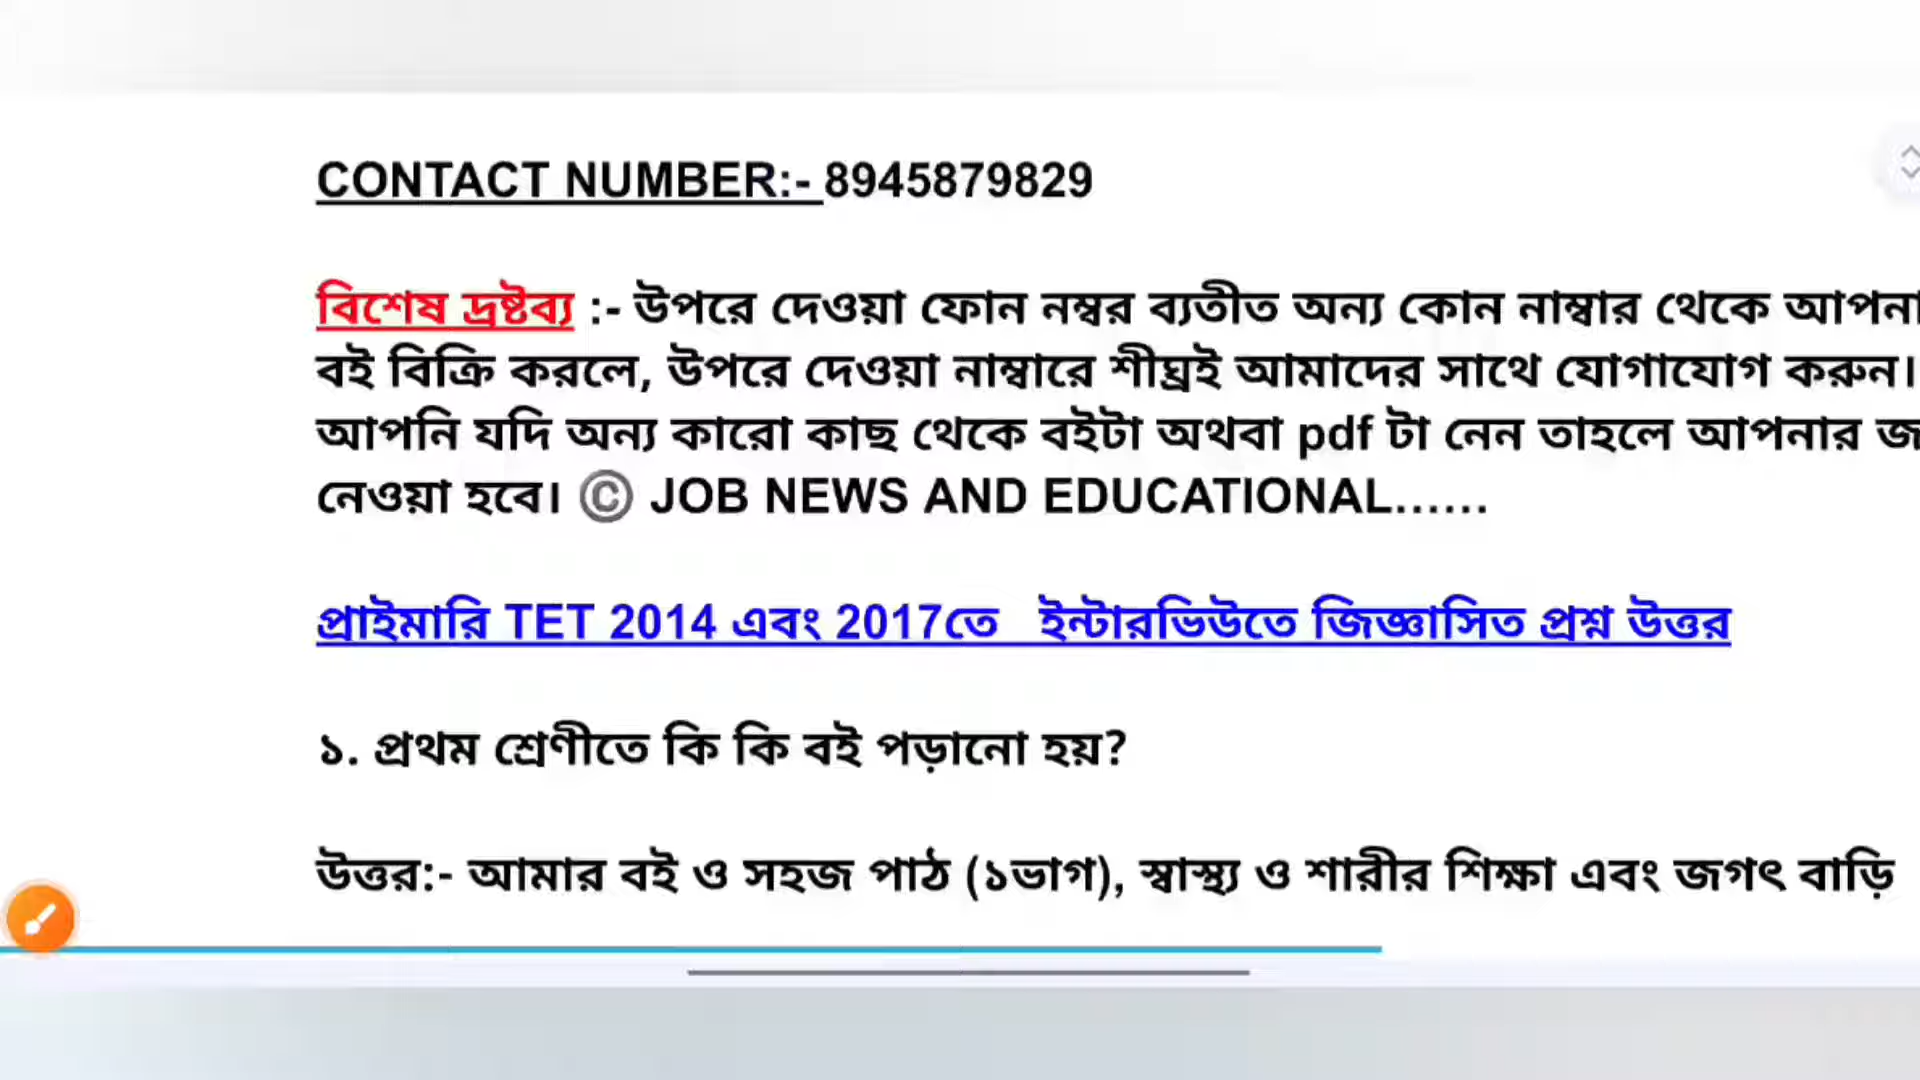 CONTACT NUMBER:- 8945879829
বিশেষ দ্রষ্টব্য :- উপরে দেওয়া ফোন নম্বর ব্যতীত অন্য কোন নাম্বার থেকে আপনা
বই বিক্রি করলে, উপরে দেওয়া নাম্বারে শীঘ্রই আমাদের সাথে যোগাযোগ করুন।
আপনি যদি অন্য কারো কাছ থেকে বইটা অথবা pdf টা নেন তাহলে আপনার জ
নেওয়া হবে। © JOB NEWS AND EDUCATIONAL......
প্রাইমারি TET 2014 এবং 2017তে ইন্টারভিউতে জিজ্ঞাসিত প্রশ্ন উত্তর
১. প্রথম শ্রেণীতে কি কি বই পড়ানো হয়?
উত্তর:- আমার বই ও সহজ পাঠ (১ভাগ), স্বাস্থ্য ও শারীর শিক্ষা এবং জগৎ বাড়ি